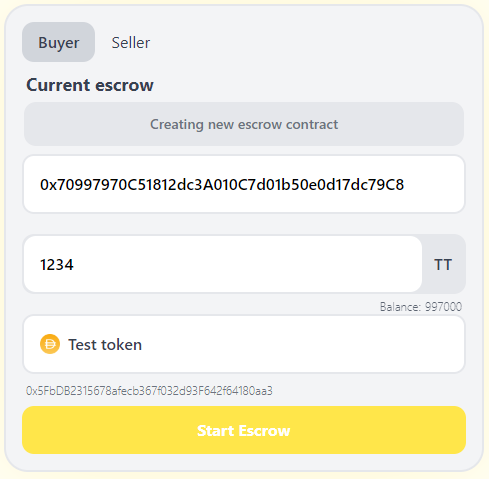 Buyer Seller
Current escrow
Creating new escrow contract
0x70997970C51812dc3A010C7d01b50e0d17dc79C8
1234 TT
Balance: 997000
Test token
0x5FbDB2315678afecb367f032d93F642f64180aa3
Start Escrow